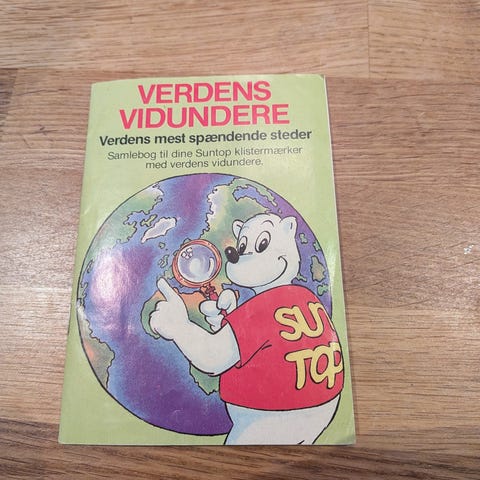 VERDENS
VIDUNDERE
Verdens mest spændende steder
Samlebog til dine Suntop klistermærker
med verdens vidundere.
SUN
TOP